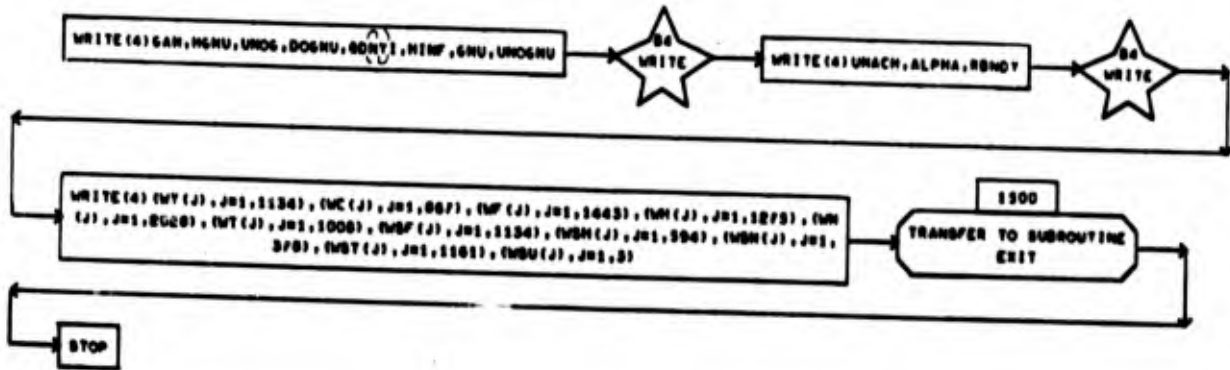 WRITE(4)GAM,MGNU,UNOG,DOGNU,BDNTI,MINF,GNU,UNOGNU
B4
WRITE
WRITE(4)UMACH,ALPHA,RBNDY
B4
WRITE
WRITE(4)(WT(J),J=1,1134),(WC(J),J=1,867),(WF(J),J=1,1443),(WH(J),J=1,1275),(WN
(J),J=1,2028),(WT(J),J=1,1008),(WSF(J),J=1,1134),(WSH(J),J=1,594),(WSN(J),J=1,
378),(WST(J),J=1,1161),(WSU(J),J=1,3)
1500
TRANSFER TO SUBROUTINE
EXIT
STOP